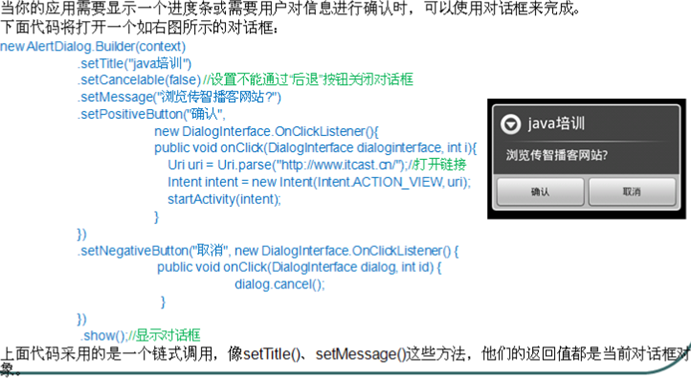 当你的应用需要显示一个进度条或需要用户对信息进行确认时，可以使用对话框来完成。
下面代码将打开一个如右图所示的对话框：
new AlertDialog.Builder(context)
.setTitle("java培训")
.setCancelable(false) //设置不能通过“后退”按钮关闭对话框
.setMessage("浏览传智播客网站?")
.setPositiveButton("确认",
new DialogInterface.OnClickListener(){
public void onClick(DialogInterface dialoginterface, int i){
Uri uri = Uri.parse("http://www.itcast.cn/");//打开链接
Intent intent = new Intent(Intent.ACTION_VIEW, uri);
startActivity(intent);
}
})
.setNegativeButton("取消", new DialogInterface.OnClickListener() {
public void onClick(DialogInterface dialog, int id) {
dialog.cancel();
}
})
.show();//显示对话框
java培训
浏览传智播客网站?
确认 取消
上面代码采用的是一个链式调用，像setTitle()、setMessage()这些方法，他们的返回值都是当前对话框对
象。